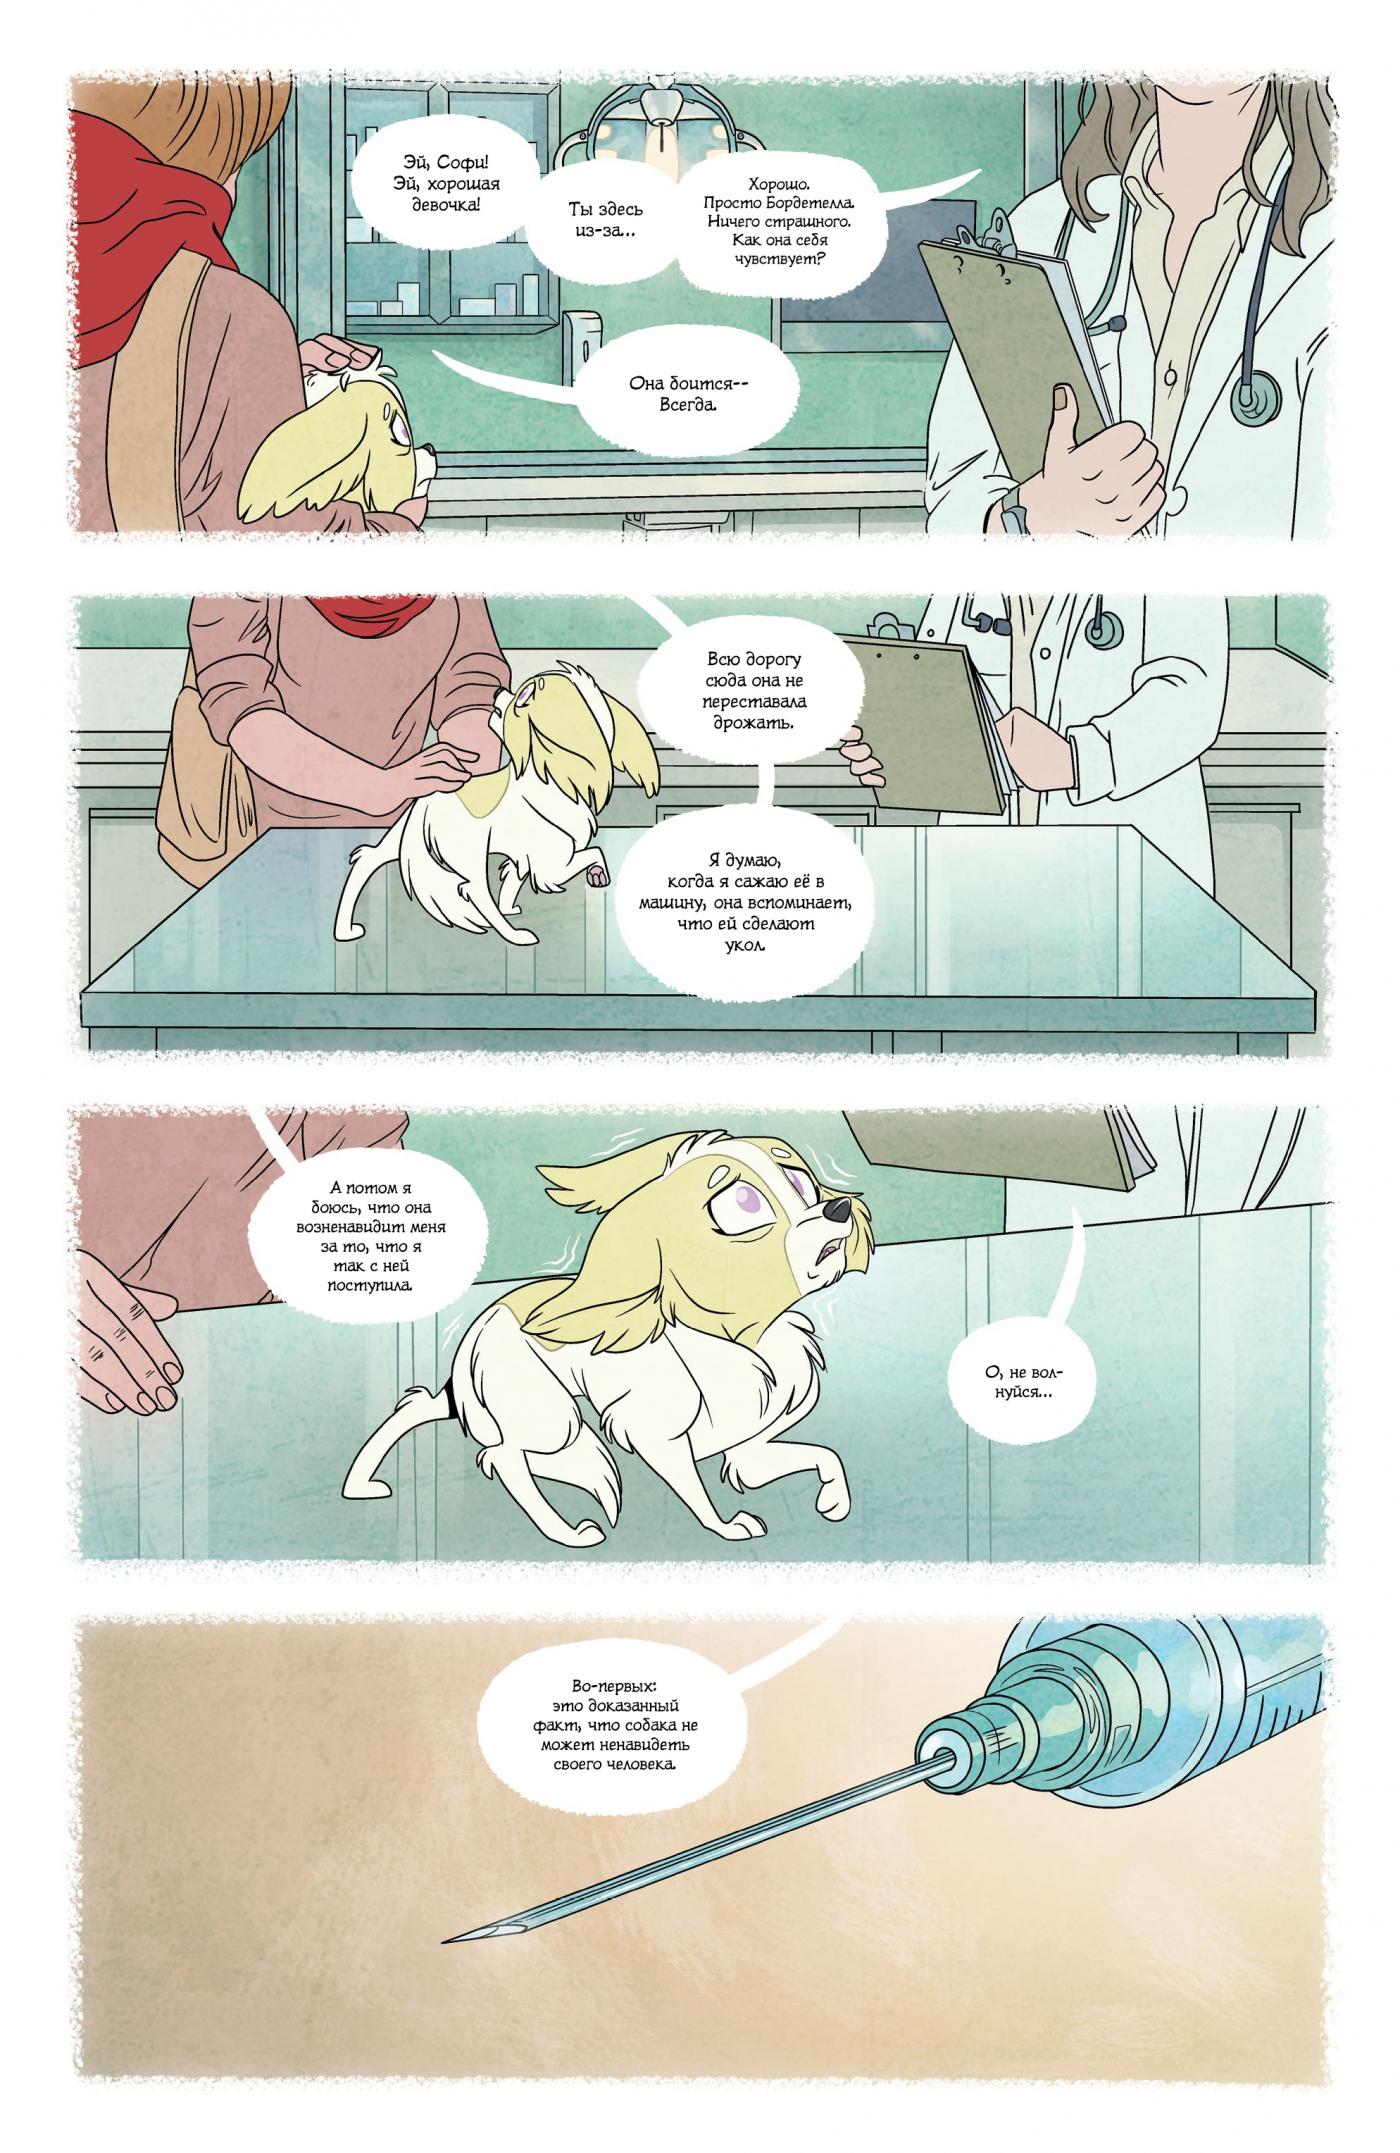 Эй, Софи!
Эй, хорошая
девочка!
Ты здесь
из-за...
Хорошо.
Просто Бордетелла.
Ничего страшного.
Как она себя
чувствует?
Она боится--
Всегда.
Всю дорогу
сюда она не
переставала
дрожать.
Я думаю,
когда я сажаю её в
машину, она вспоминает,
что ей сделают
укол.
А потом я
боюсь, что она
возненавидит меня
за то, что я
так с ней
поступила.
О, не вол-
нуйся...
Во-первых:
это доказанный
факт, что собака не
может ненавидеть
своего человека.